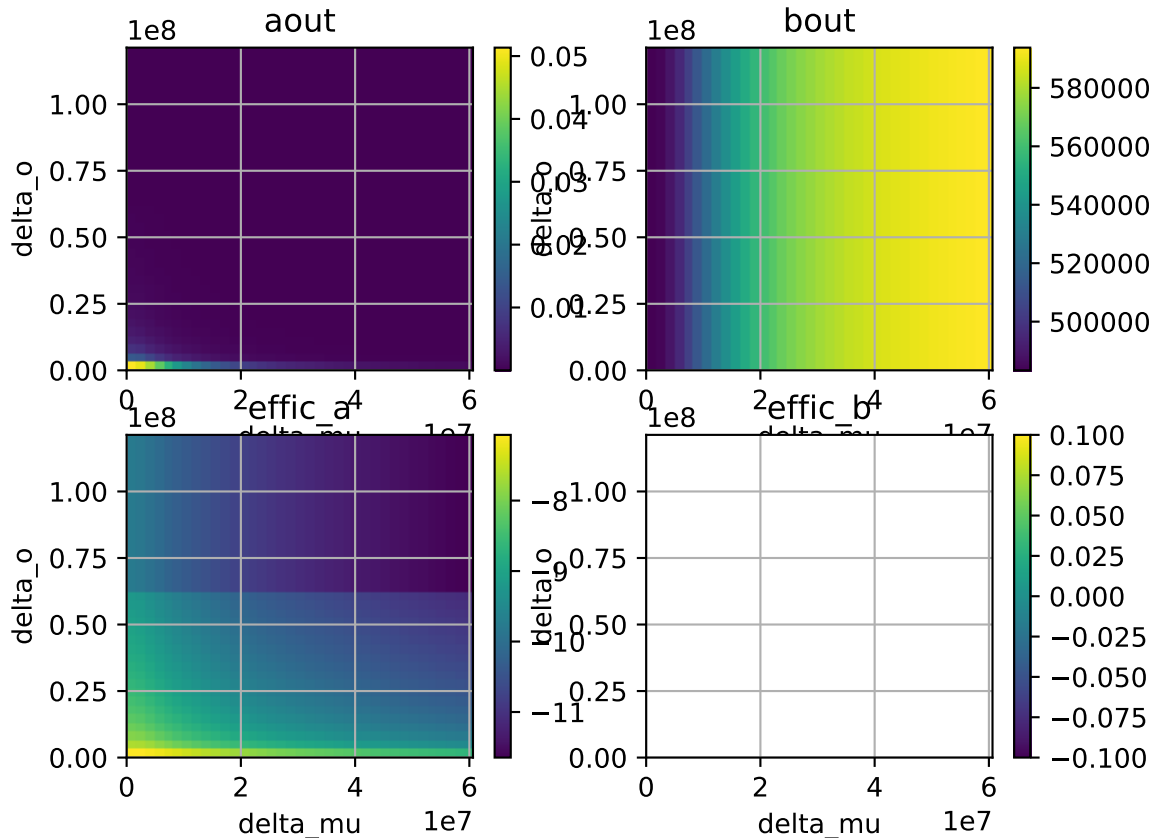 1e8 aout
delta_o
1.00
0.75
0.50
0.25
0.00
0 2 4 6
delta_mu 1e7
0.05
0.04
0.03
0.02
0.01
1e8 bout
delta_o
1.00
0.75
0.50
0.25
0.00
0 2 4 6
delta_mu 1e7
580000
560000
540000
520000
500000
1e8 effic_a
delta_o
1.00
0.75
0.50
0.25
0.00
0 2 4 6
delta_mu 1e7
−8
−9
−10
−11
1e8 effic_b
delta_o
1.00
0.75
0.50
0.25
0.00
0 2 4 6
delta_mu 1e7
0.100
0.075
0.050
0.025
0.000
−0.025
−0.050
−0.075
−0.100